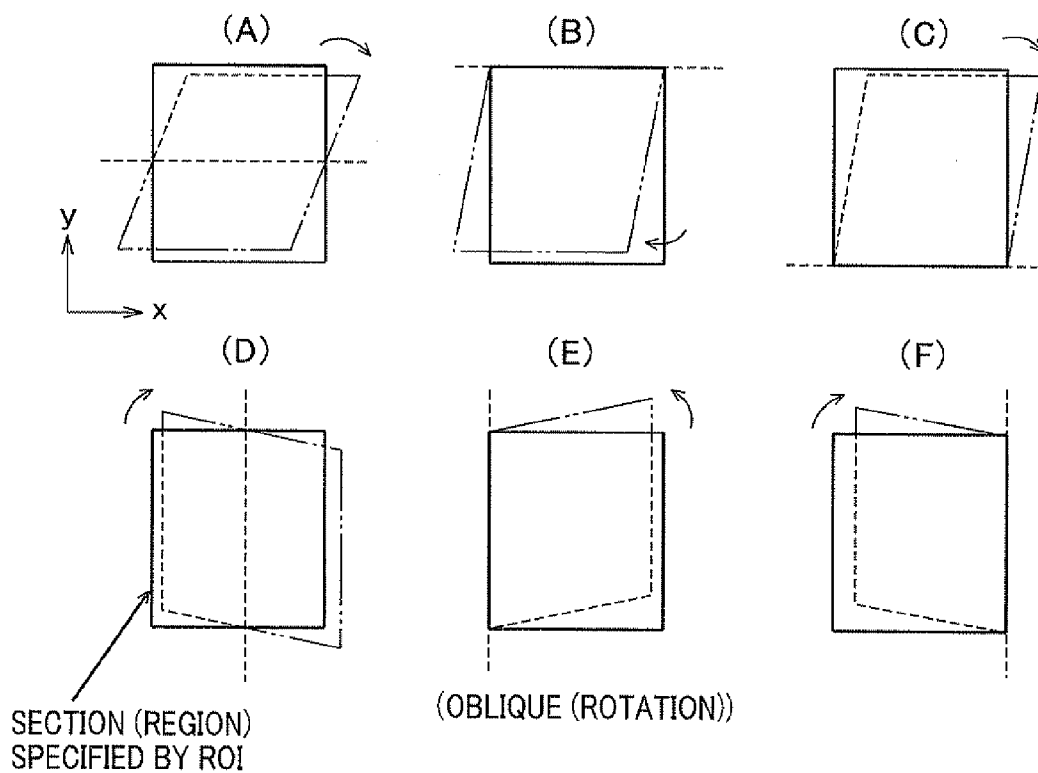 (A)
(B)
(C)
y
x
(D)
(E)
(F)
SECTION (REGION)
SPECIFIED BY ROI
(OBLIQUE (ROTATION))